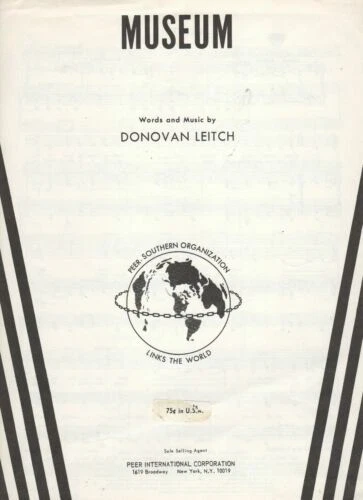 MUSEUM
Words and Music by
DONOVAN LEITCH
PEER-SOUTHERN ORGANIZATION
LINKS THE WORLD
75¢ in U.S.A.
Sole Selling Agent
PEER INTERNATIONAL CORPORATION
1619 Broadway New York, N.Y. 10019